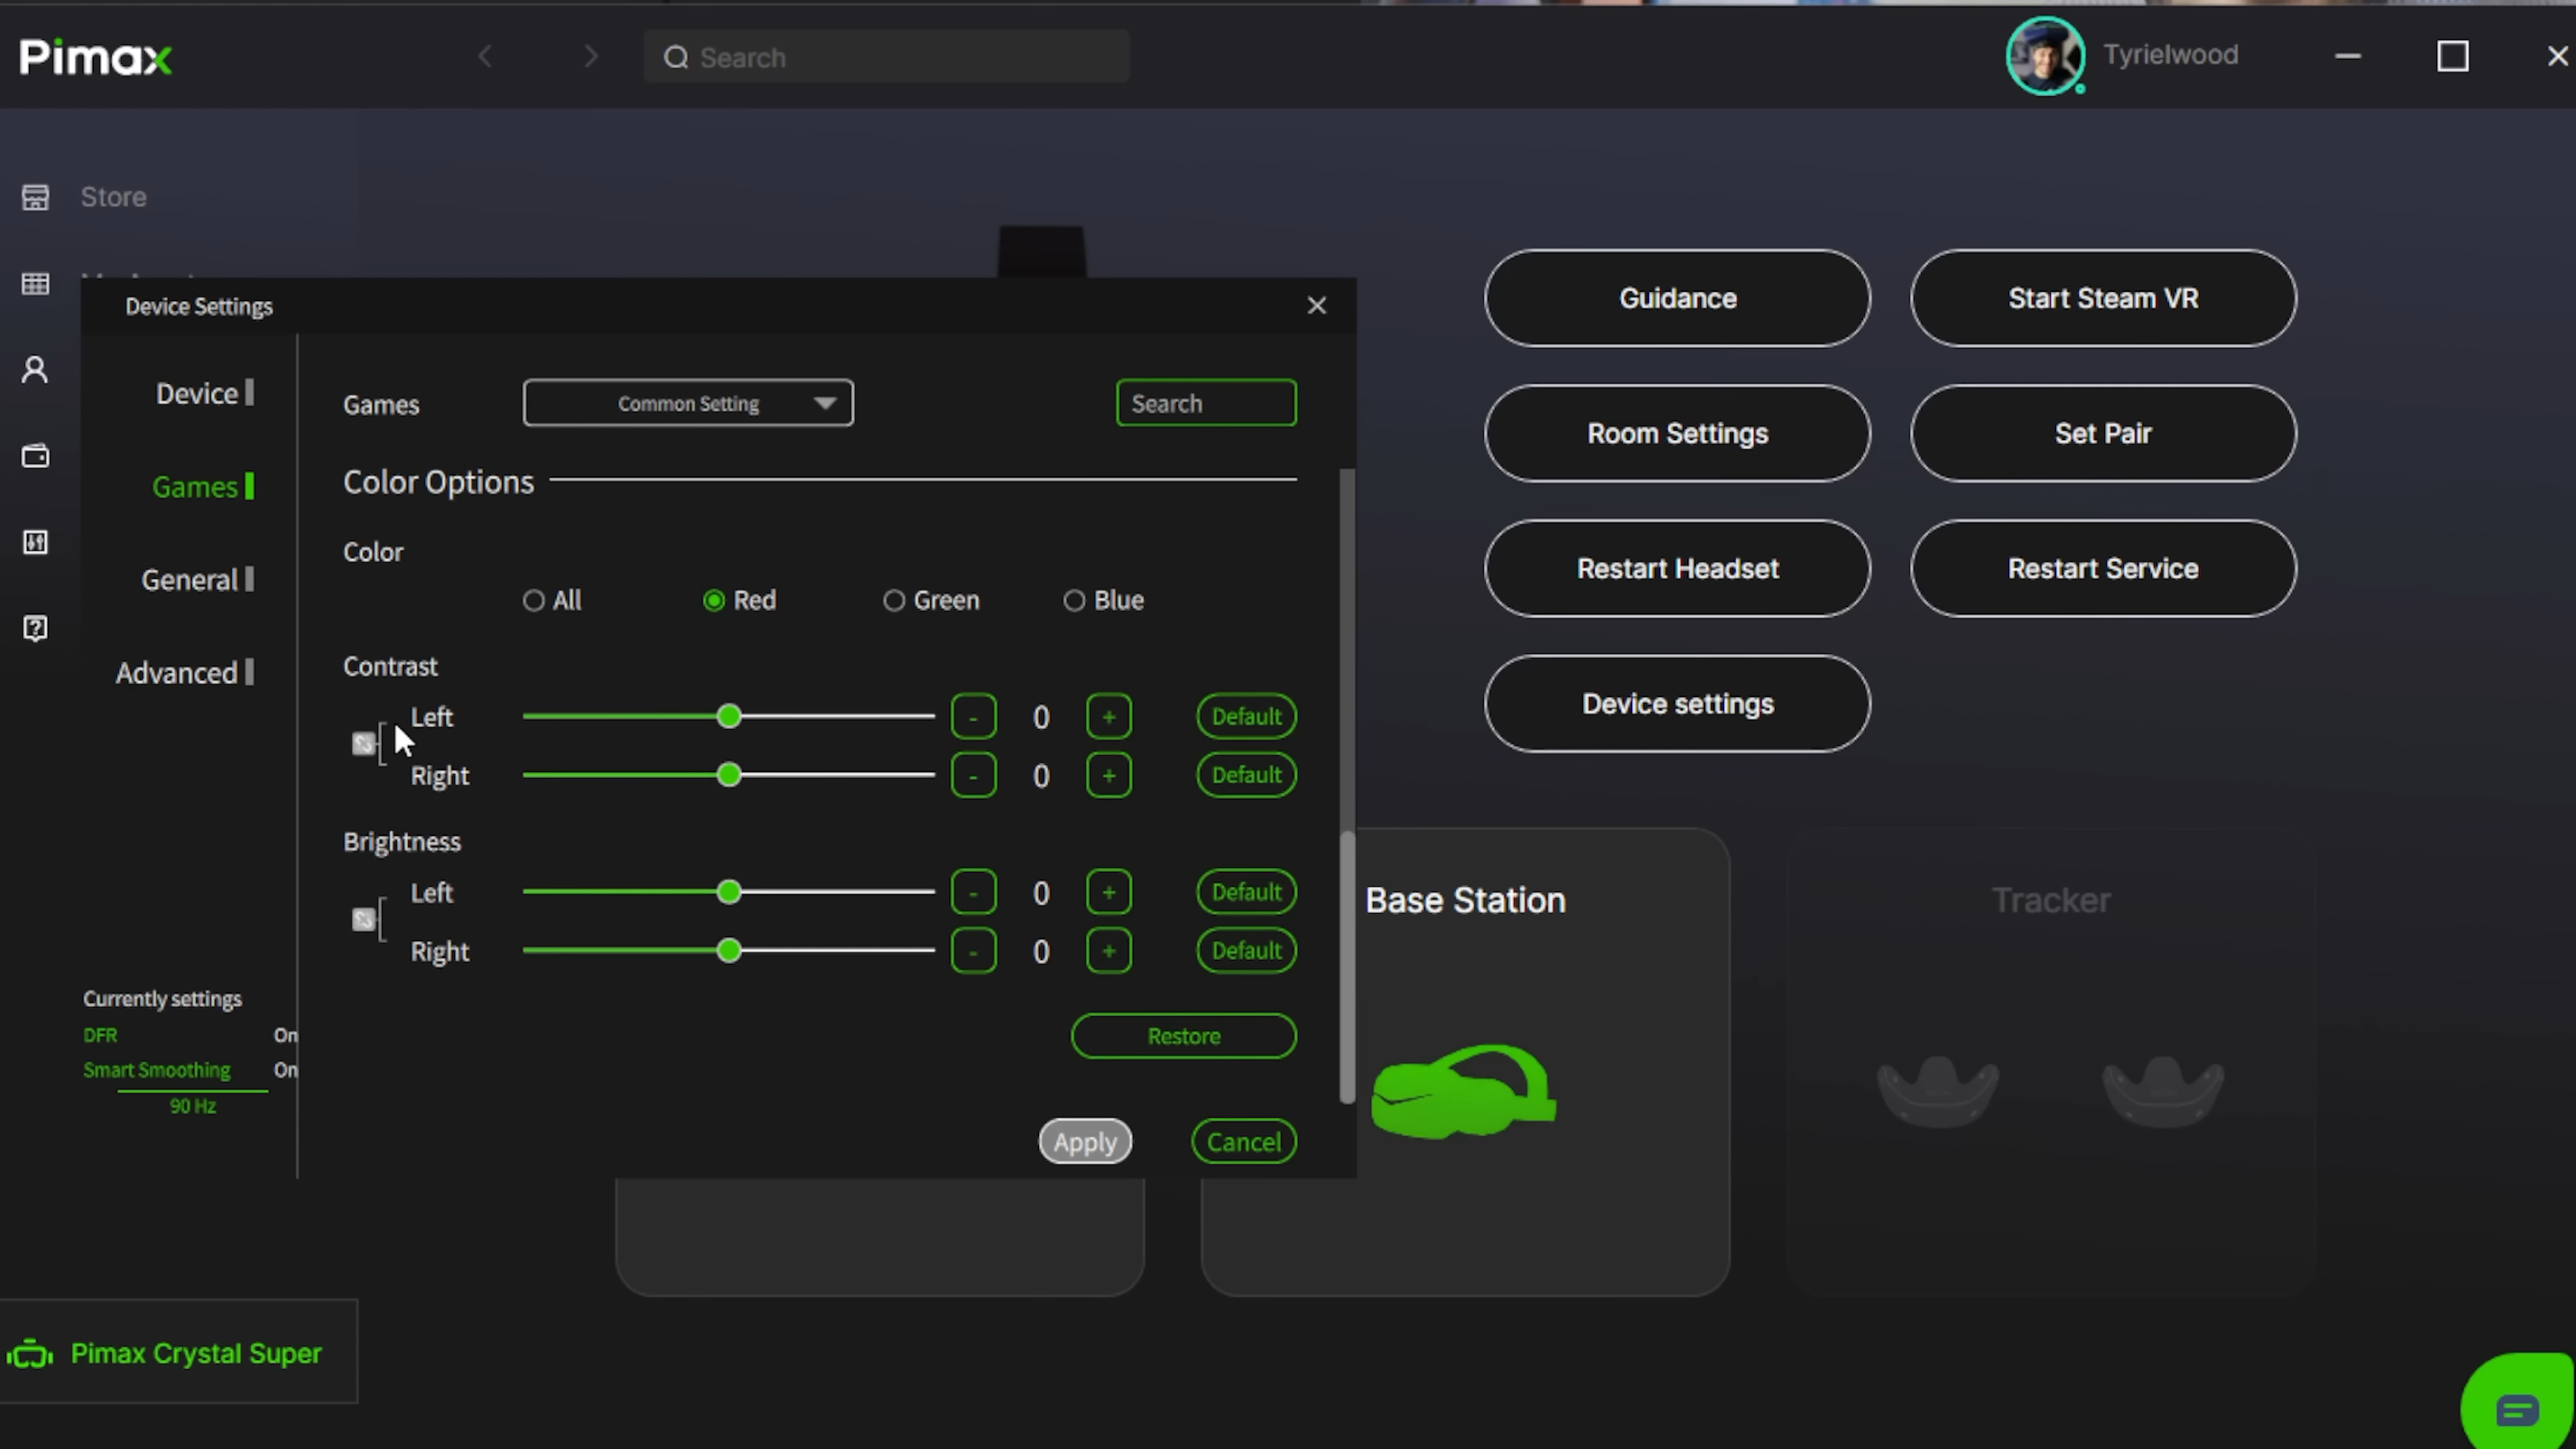 Pimax
Search
Tyrielwood
Store
Device Settings
Device
Games
General
Advanced
Currently settings
DFR On
Smart Smoothing On
90 Hz
Games Common Setting Search
Color Options
Color
All Red Green Blue
Contrast
Left - 0 + Default
Right - 0 + Default
Brightness
Left - 0 + Default
Right - 0 + Default
Restore
Apply Cancel
Guidance Start Steam VR
Room Settings Set Pair
Restart Headset Restart Service
Device settings
Base Station
Tracker
Pimax Crystal Super